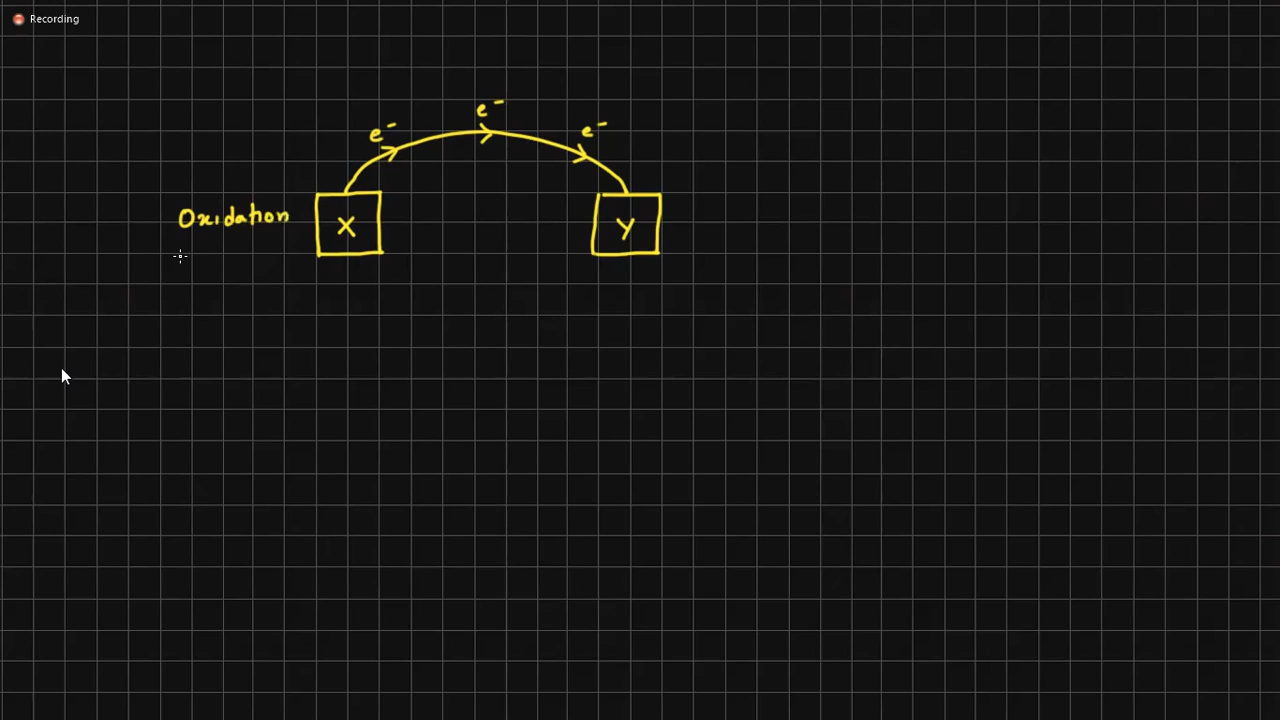 Recording
e⁻
e⁻
e⁻
Oxidation
X
Y